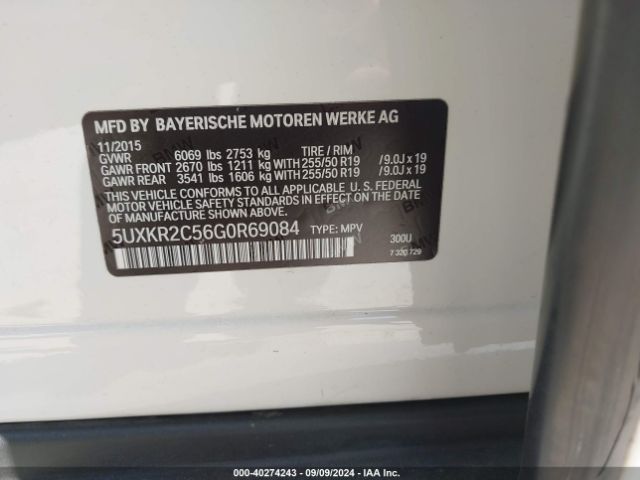 MFD BY BAYERISCHE MOTOREN WERKE AG
11/2015
GVWR 6069 lbs 2753 kg TIRE / RIM
GAWR FRONT 2670 lbs 1211 kg WITH 255/50 R19 / 9.0J x 19
GAWR REAR 3541 lbs 1606 kg WITH 255/50 R19 / 9.0J x 19
THIS VEHICLE CONFORMS TO ALL APPLICABLE U. S. FEDERAL
MOTOR VEHICLE SAFETY STANDARDS IN EFFECT ON THE DATE
OF MANUFACTURE SHOWN ABOVE.
5UXKR2C56G0R69084 TYPE: MPV 300U
7 320 729
000-40274243 - 09/09/2024 - IAA Inc.